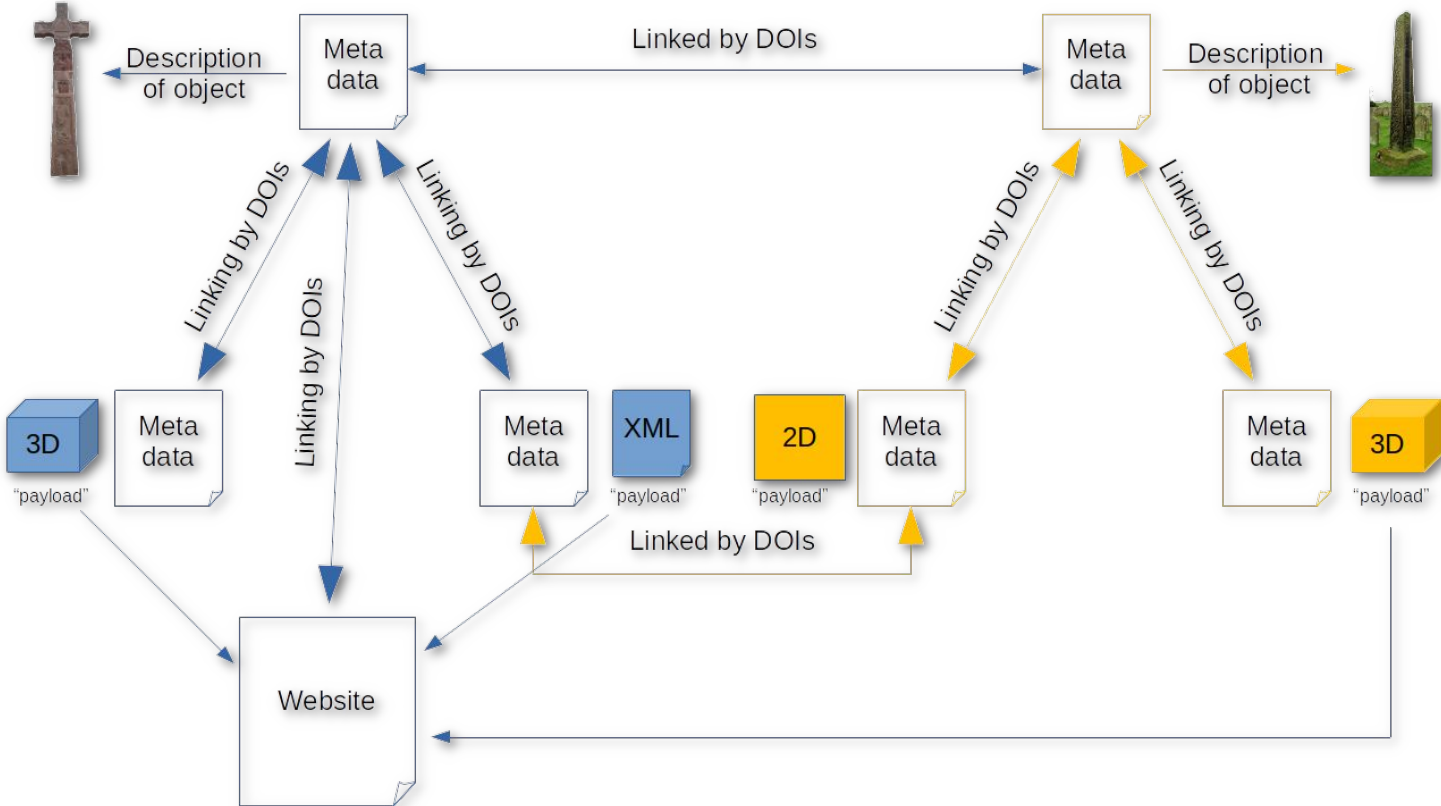 Meta
data
Linked by DOIs
Meta
data
Description
of object
Description
of object
Linking by DOIs
Linking by DOIs
Linking by DOIs
Linking by DOIs
Linking by DOIs
3D
"payload"
Meta
data
Meta
data
XML
"payload"
2D
"payload"
Meta
data
Meta
data
3D
"payload"
Linked by DOIs
Website